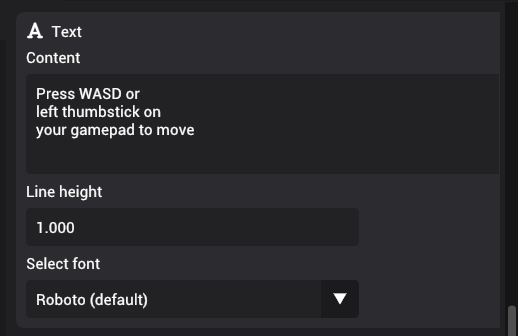 Text
Content
Press WASD or
left thumbstick on
your gamepad to move
Line height
1.000
Select font
Roboto (default)